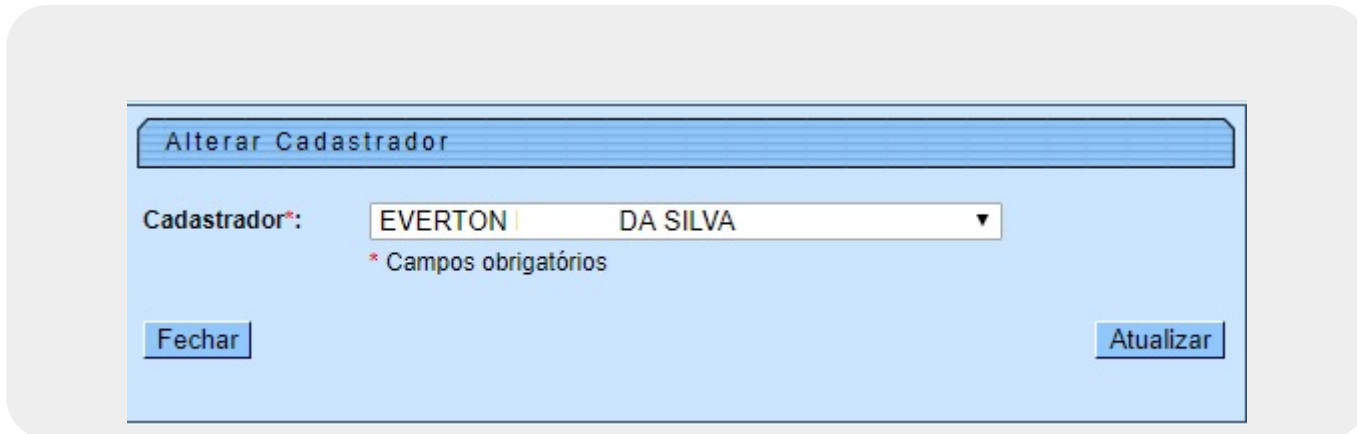 Alterar Cadastrador
Cadastrador*: EVERTON DA SILVA
* Campos obrigatórios
Fechar Atualizar